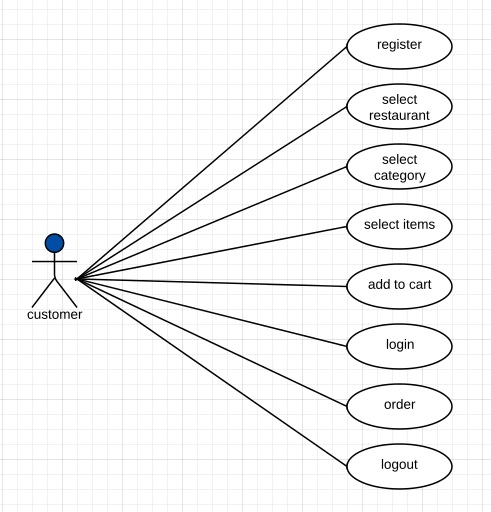 register
select
restaurant
select
category
select items
add to cart
customer
login
order
logout